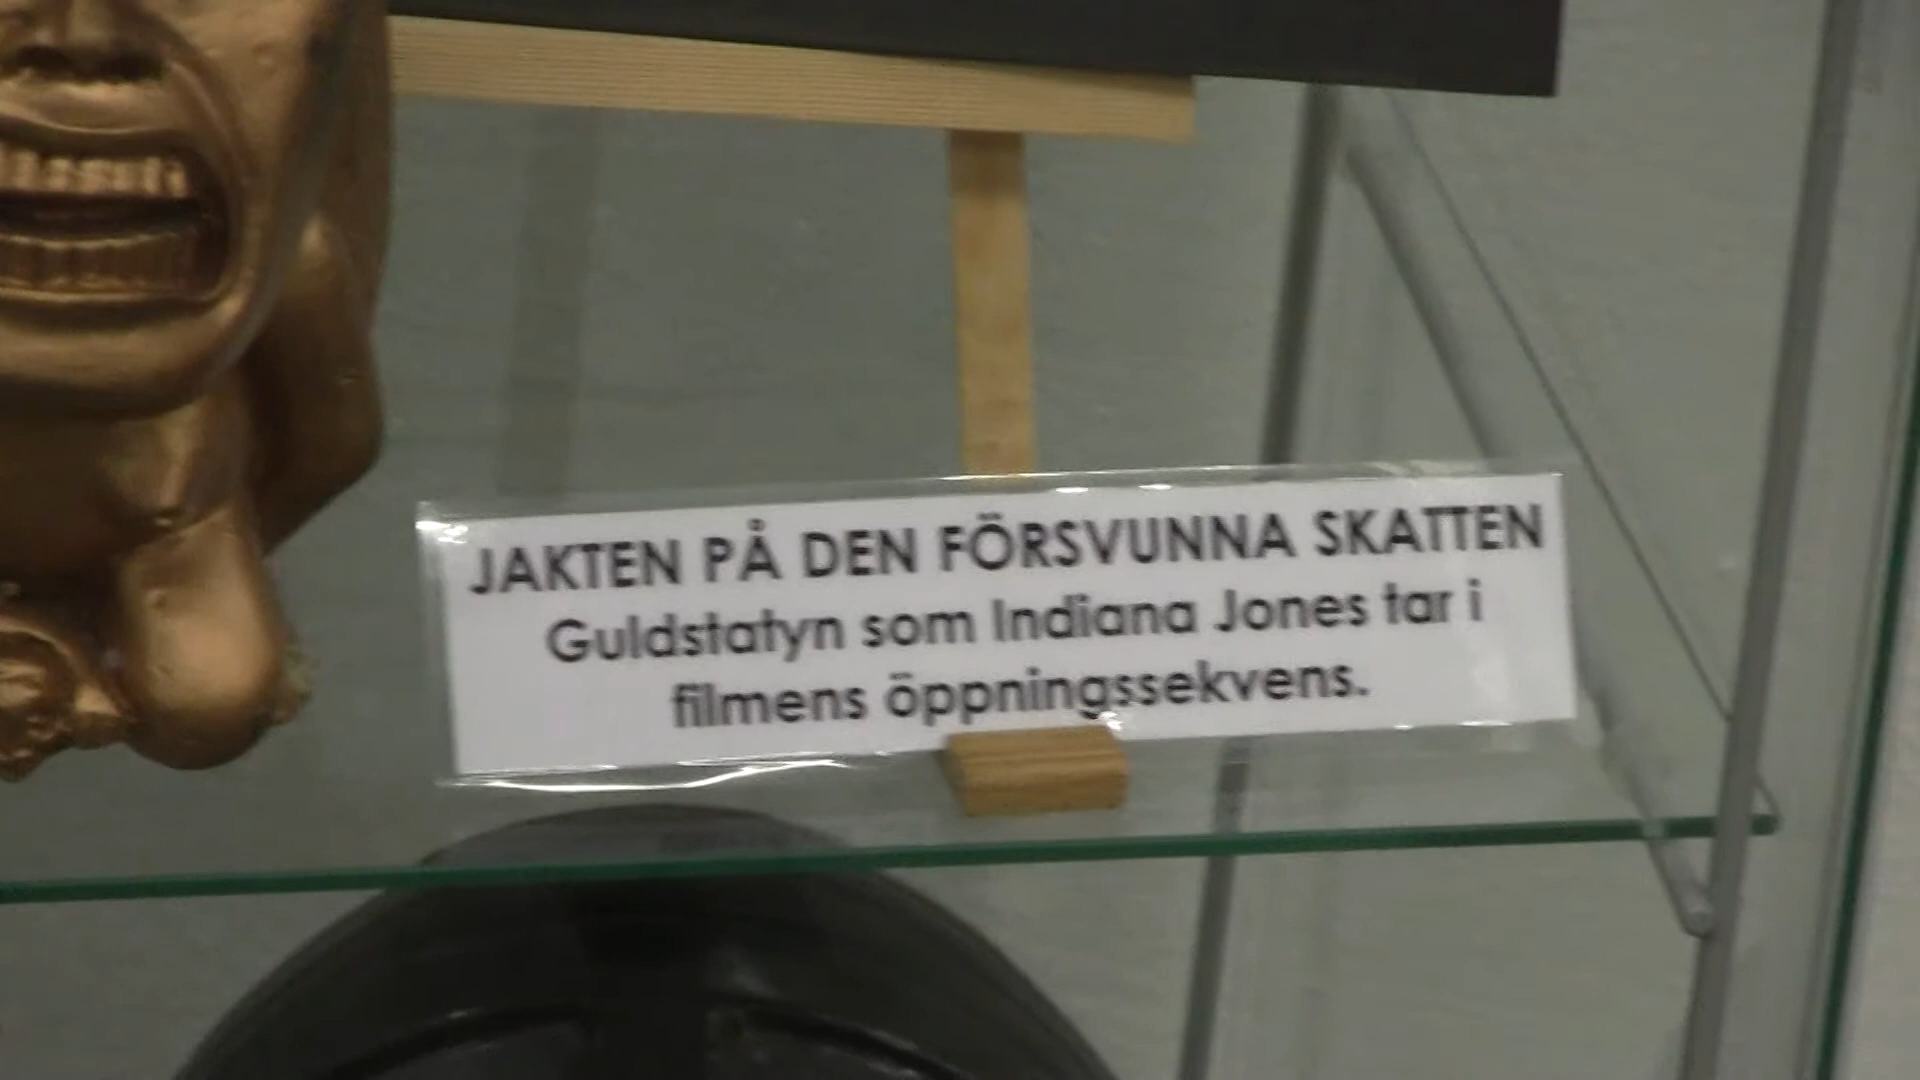 JAKTEN PÅ DEN FÖRSVUNNA SKATTEN
Guldstatyn som Indiana Jones tar i
filmens öppningssekvens.